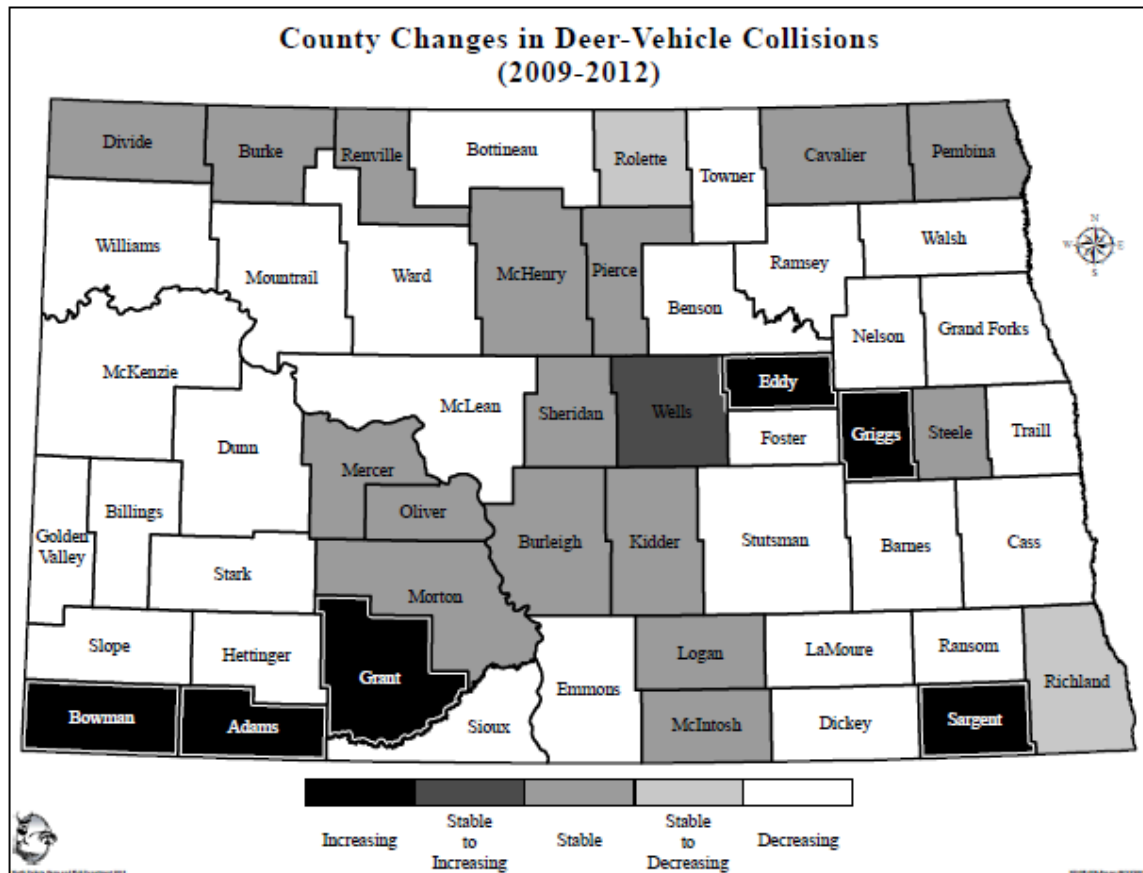 County Changes in Deer-Vehicle Collisions
(2009-2012)
Divide
Burke
Renville
Bottineau
Rolette
Towner
Cavalier
Pembina
Williams
Mountrail
Ward
McHenry
Pierce
Benson
Ramsey
Walsh
N
W
E
S
Nelson
Grand Forks
McKenzie
Dunn
McLean
Sheridan
Wells
Eddy
Foster
Griggs
Steele
Traill
Mercer
Oliver
Golden
Valley
Billings
Stark
Morton
Burleigh
Kidder
Stutsman
Barnes
Cass
Slope
Hettinger
Grant
Bowman
Adams
Sioux
Emmons
Logan
LaMoure
Ransom
Richland
McIntosh
Dickey
Sargent
Increasing
Stable
to
Increasing
Stable
Stable
to
Decreasing
Decreasing